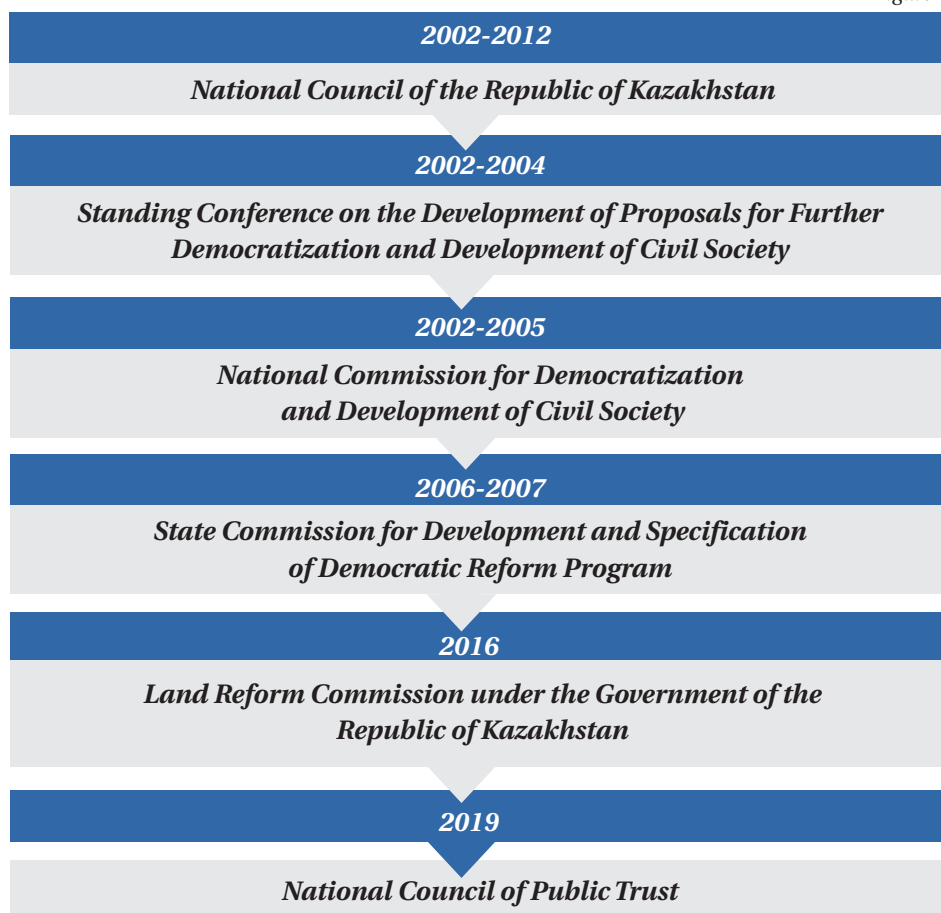 2002-2012
National Council of the Republic of Kazakhstan
2002-2004
Standing Conference on the Development of Proposals for Further
Democratization and Development of Civil Society
2002-2005
National Commission for Democratization
and Development of Civil Society
2006-2007
State Commission for Development and Specification
of Democratic Reform Program
2016
Land Reform Commission under the Government of the
Republic of Kazakhstan
2019
National Council of Public Trust